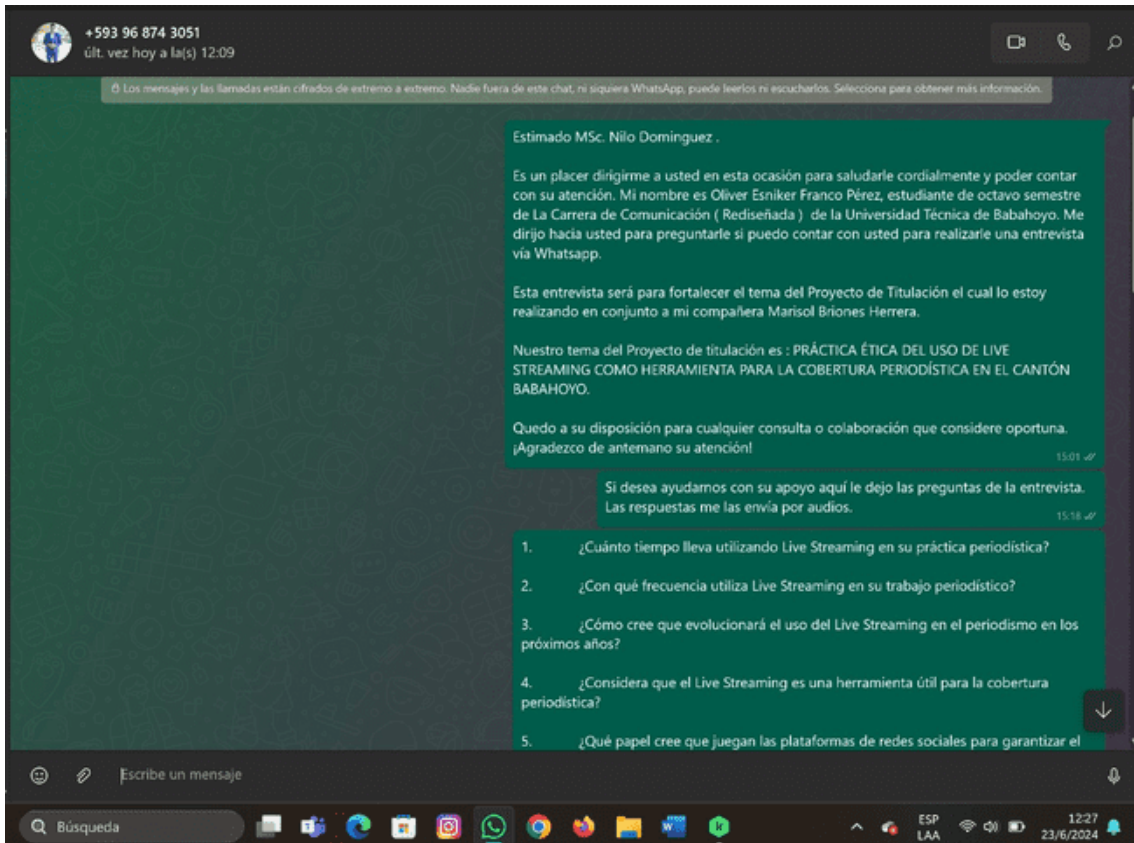 +593 96 874 3051
últ. vez hoy a la(s) 12:09
Los mensajes y las llamadas están cifrados de extremo a extremo. Nadie fuera de este chat, ni siquiera WhatsApp, puede leerlos ni escucharlos. Selecciona para obtener más información.
Estimado MSc. Nilo Dominguez .
Es un placer dirigirme a usted en esta ocasión para saludarle cordialmente y poder contar
con su atención. Mi nombre es Oliver Esniker Franco Pérez, estudiante de octavo semestre
de La Carrera de Comunicación ( Rediseñada )  de la Universidad Técnica de Babahoyo. Me
dirijo hacia usted para preguntarle si puedo contar con usted para realizarle una entrevista
vía Whatsapp.
Esta entrevista será para fortalecer el tema del Proyecto de Titulación el cual lo estoy
realizando en conjunto a mi compañera Marisol Briones Herrera.
Nuestro tema del Proyecto de titulación es : PRÁCTICA ÉTICA DEL USO DE LIVE
STREAMING COMO HERRAMIENTA PARA LA COBERTURA PERIODÍSTICA EN EL CANTÓN
BABAHOYO.
Quedo a su disposición para cualquier consulta o colaboración que considere oportuna.
¡Agradezco de antemano su atención!
15:01
Si desea ayudarnos con su apoyo aquí le dejo las preguntas de la entrevista.
Las respuestas me las envía por audios.
15:18
1. ¿Cuánto tiempo lleva utilizando Live Streaming en su práctica periodística?
2. ¿Con qué frecuencia utiliza Live Streaming en su trabajo periodístico?
3. ¿Cómo cree que evolucionará el uso del Live Streaming en el periodismo en los
próximos años?
4. ¿Considera que el Live Streaming es una herramienta útil para la cobertura
periodística?
5. ¿Qué papel cree que juegan las plataformas de redes sociales para garantizar el
Escribe un mensaje
Búsqueda
ESP
LAA
12:27
23/6/2024